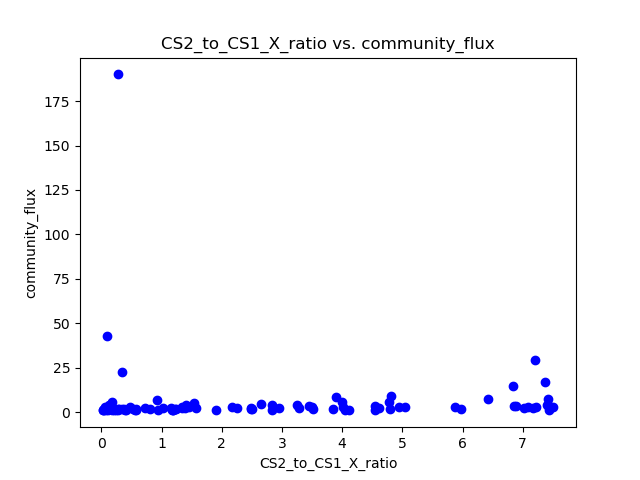 CS2_to_CS1_X_ratio vs. community_flux
175
150
125
100
75
50
25
0
community_flux
0 1 2 3 4 5 6 7
CS2_to_CS1_X_ratio